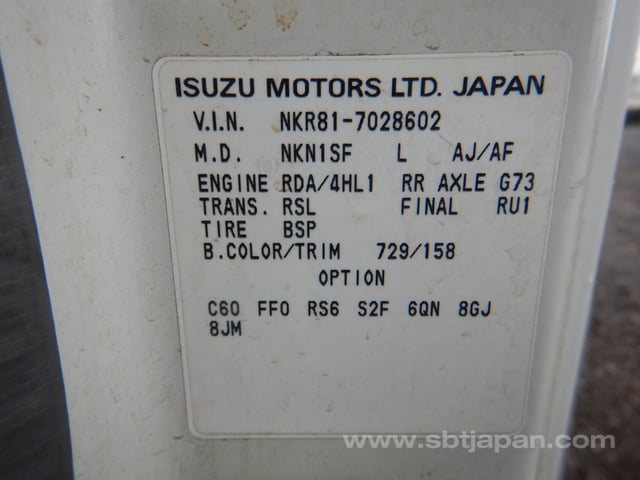 ISUZU MOTORS LTD. JAPAN
V.I.N. NKR81-7028602
M.D. NKN1SF L AJ/AF
ENGINE RDA/4HL1 RR AXLE G73
TRANS. RSL FINAL RU1
TIRE BSP
B.COLOR/TRIM 729/158
OPTION
C60 FF0 RS6 S2F 6QN 8GJ
8JM
www.sbtjapan.com